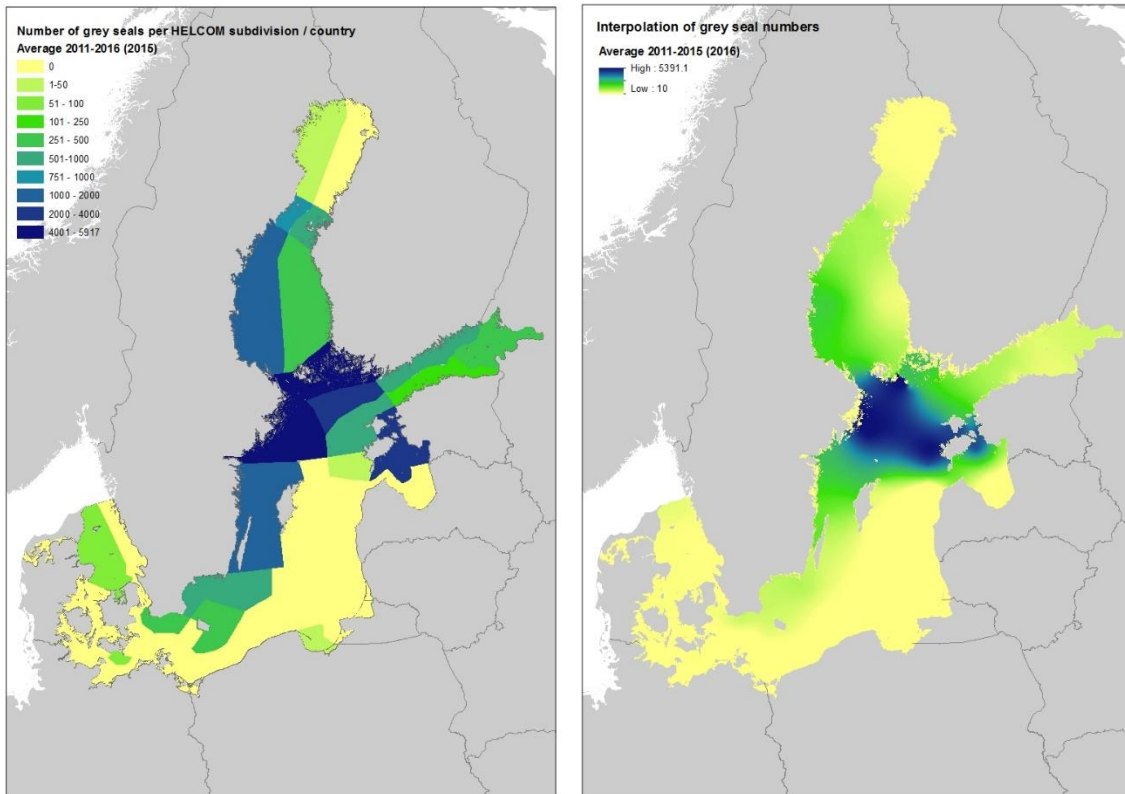 Number of grey seals per HELCOM subdivision / country
Average 2011-2016 (2015)
0
1-50
51 - 100
101 - 250
251 - 500
501-1000
751 - 1000
1000 - 2000
2000 - 4000
4001 - 5917
Interpolation of grey seal numbers
Average 2011-2015 (2016)
High : 5391.1
Low : 10